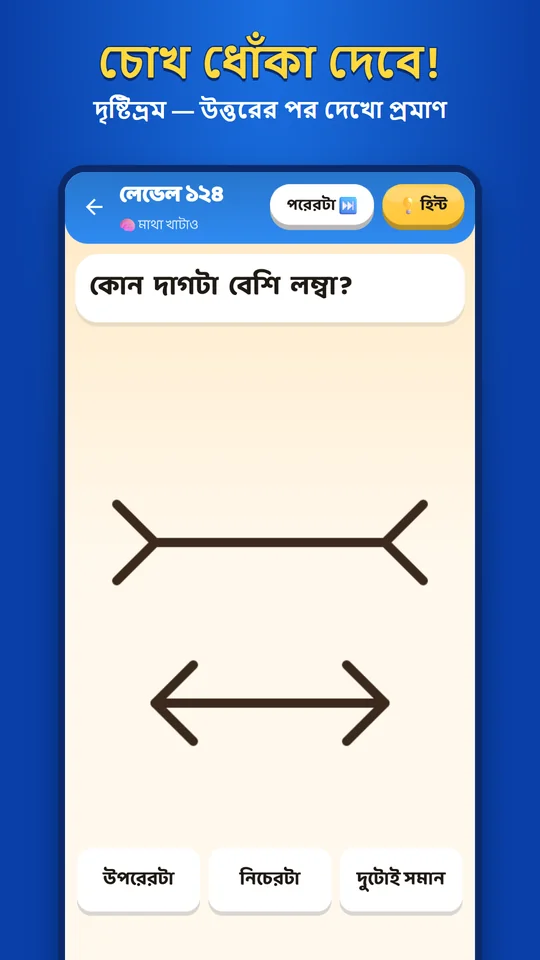 চোখ ধোঁকা দেবে!
দৃষ্টিভ্রম — উত্তরের পর দেখো প্রমাণ
লেভেল ১২৪
🧠 মাথা খাটাও
পরেরটা ⏭️
💡 হিন্ট
কোন দাগটা বেশি লম্বা?
উপরেরটা
নিচেরটা
দুটোই সমান